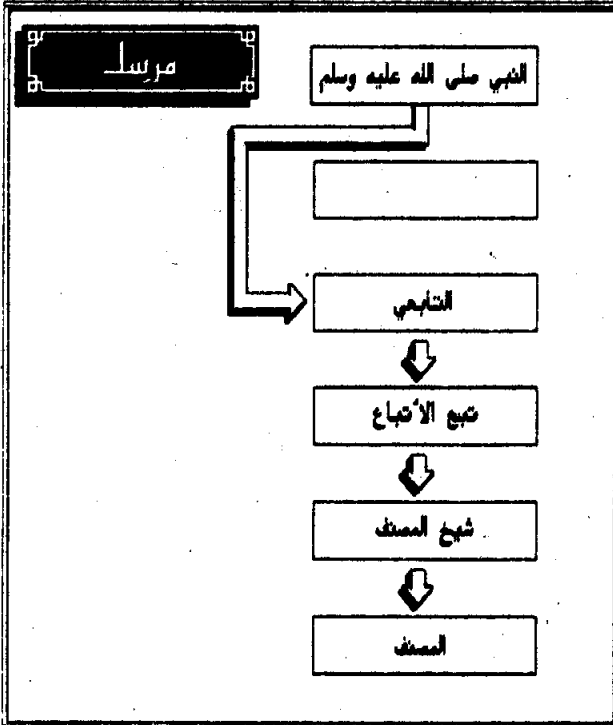 مرسل
النبي صلى الله عليه وسلم
التابعي
تبع الأتباع
شيخ المصنف
المصنف